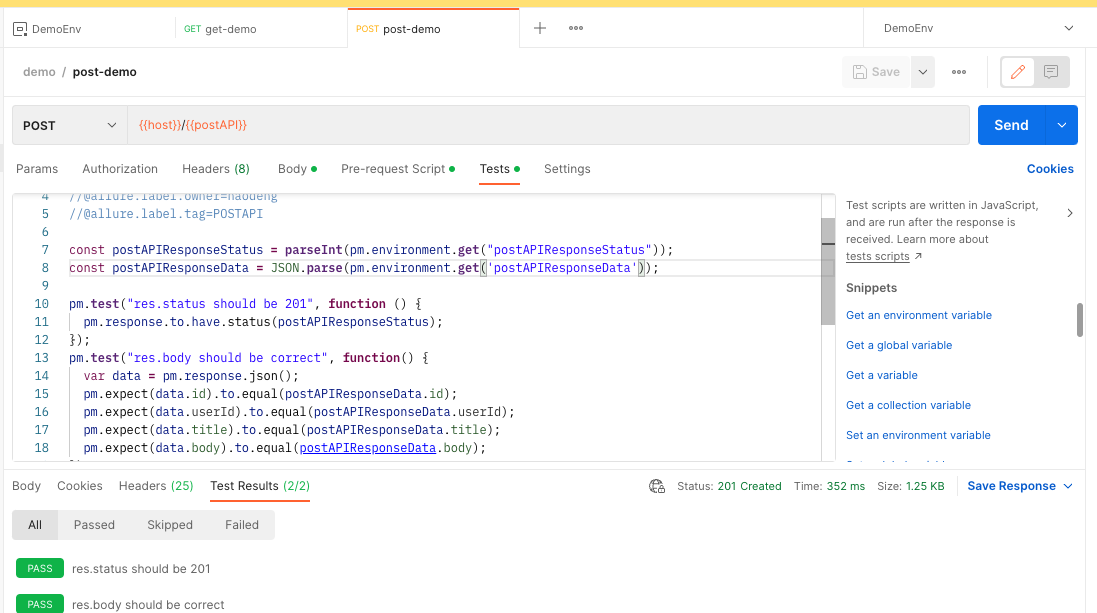 DemoEnv
GET get-demo
POST post-demo
DemoEnv
demo / post-demo
Save
POST
{{host}}/{{postAPI}}
Send
Params Authorization Headers (8) Body Pre-request Script Tests Settings Cookies
4 //@allure.label.owner=naodeng
5 //@allure.label.tag=POSTAPI
6
7 const postAPIResponseStatus = parseInt(pm.environment.get("postAPIResponseStatus"));
8 const postAPIResponseData = JSON.parse(pm.environment.get('postAPIResponseData'));
9
10 pm.test("res.status should be 201", function () {
11 pm.response.to.have.status(postAPIResponseStatus);
12 });
13 pm.test("res.body should be correct", function() {
14 var data = pm.response.json();
15 pm.expect(data.id).to.equal(postAPIResponseData.id);
16 pm.expect(data.userId).to.equal(postAPIResponseData.userId);
17 pm.expect(data.title).to.equal(postAPIResponseData.title);
18 pm.expect(data.body).to.equal(postAPIResponseData.body);
Test scripts are written in JavaScript,
and are run after the response is
received. Learn more about
tests scripts ↗
Snippets
Get an environment variable
Get a global variable
Get a variable
Get a collection variable
Set an environment variable
Body Cookies Headers (25) Test Results (2/2)
Status: 201 Created Time: 352 ms Size: 1.25 KB Save Response
All Passed Skipped Failed
PASS res.status should be 201
PASS res.body should be correct